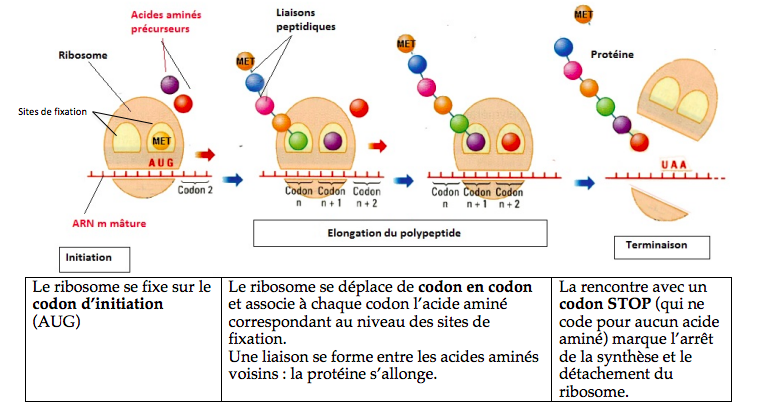 Acides aminés
précurseurs
Ribosome
Sites de fixation
MET
AUG
Codon 2
ARN m mâture
Initiation
Liaisons
peptidiques
MET
Codon Codon Codon
n n + 1 n + 2
MET
Codon Codon Codon
n n + 1 n + 2
Elongation du polypeptide
MET
Protéine
UAA
Terminaison
Le ribosome se fixe sur le
codon d’initiation
(AUG)
Le ribosome se déplace de codon en codon
et associe à chaque codon l’acide aminé
correspondant au niveau des sites de
fixation.
Une liaison se forme entre les acides aminés
voisins : la protéine s’allonge.
La rencontre avec un
codon STOP (qui ne
code pour aucun acide
aminé) marque l’arrêt
de la synthèse et le
détachement du
ribosome.